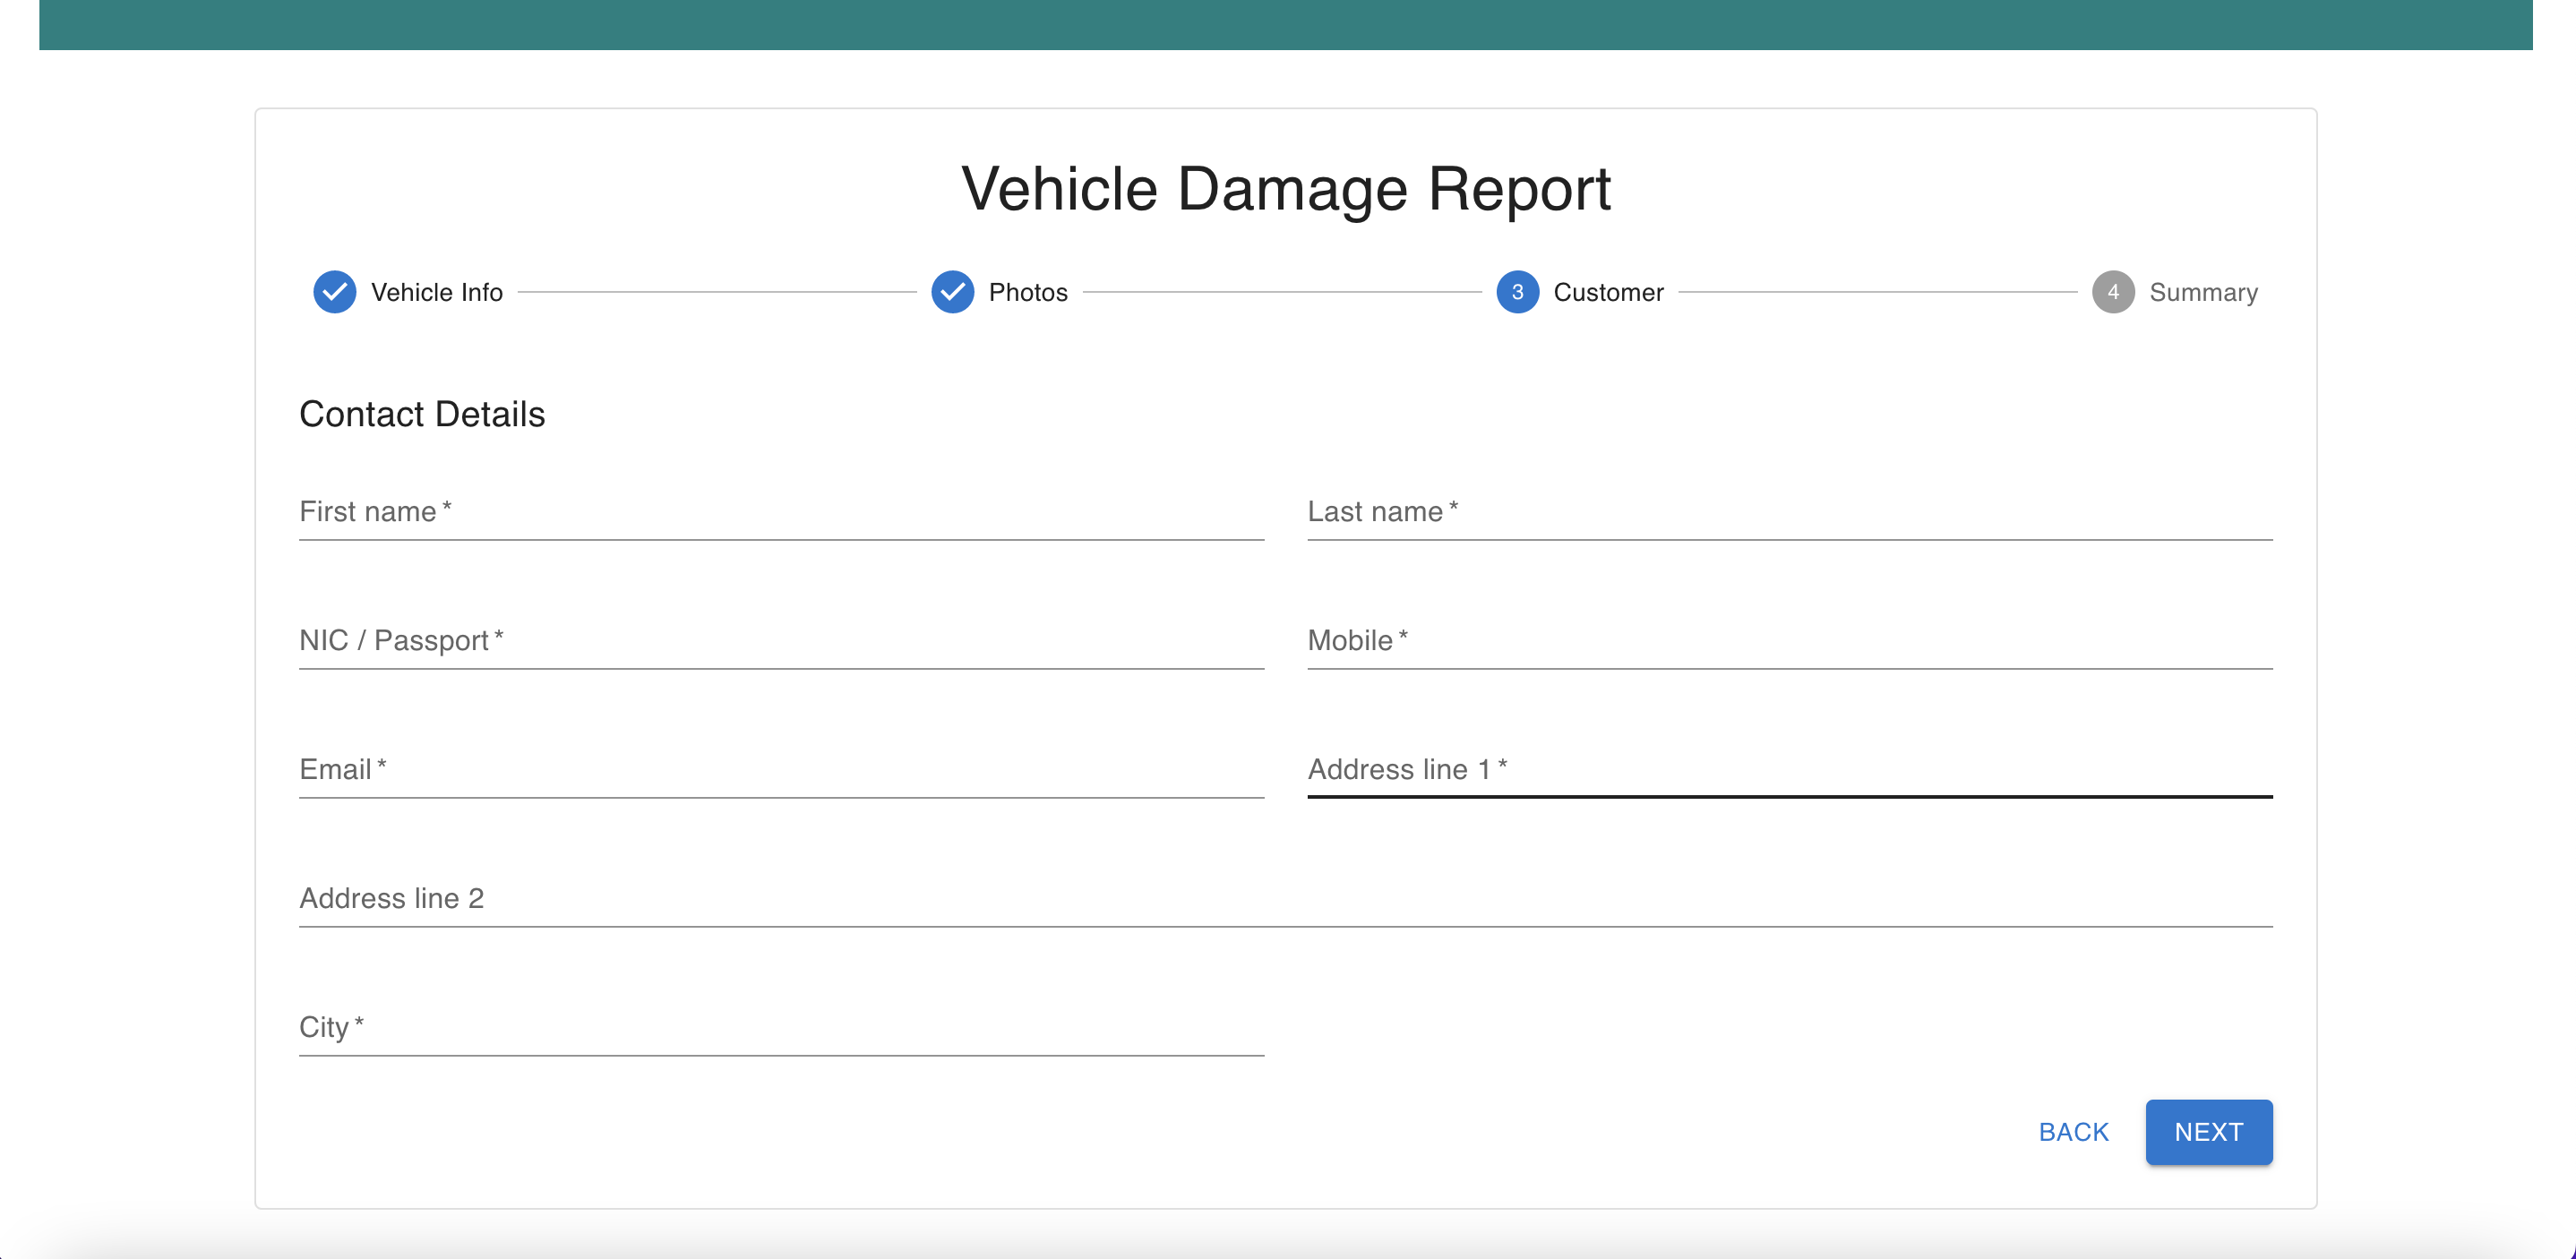 Vehicle Damage Report
Vehicle Info
Photos
3 Customer
4 Summary
Contact Details
First name *
Last name *
NIC / Passport *
Mobile *
Email *
Address line 1 *
Address line 2
City *
BACK
NEXT